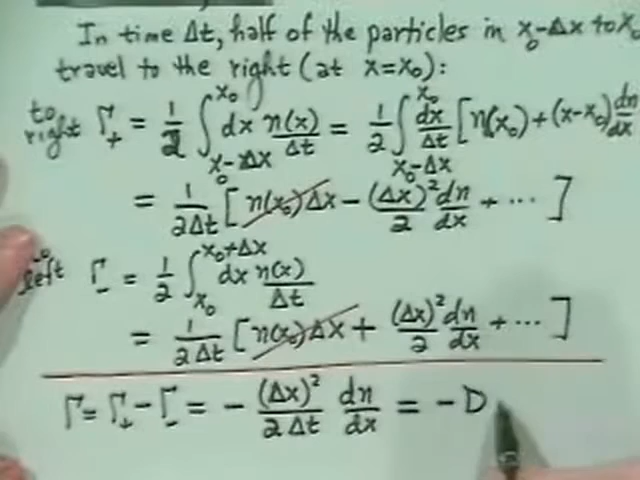 In time Δt, half of the particles in x₀-Δx to x₀
travel to the right (at x=x₀):
to right Γ₊ = 1/2 ∫_{x₀-Δx}^{x₀} dx n(x)/Δt = 1/2 ∫_{x₀-Δx}^{x₀} dx/Δt [n(x₀)+(x-x₀)dn/dx
= 1/(2Δt) [n(x₀)Δx - (Δx)²/2 dn/dx + ···]
left Γ₋ = 1/2 ∫_{x₀}^{x₀+Δx} dx n(x)/Δt
= 1/(2Δt) [n(x₀)Δx + (Δx)²/2 dn/dx + ···]
Γ = Γ₊ - Γ₋ = - (Δx)²/(2Δt) dn/dx = - D